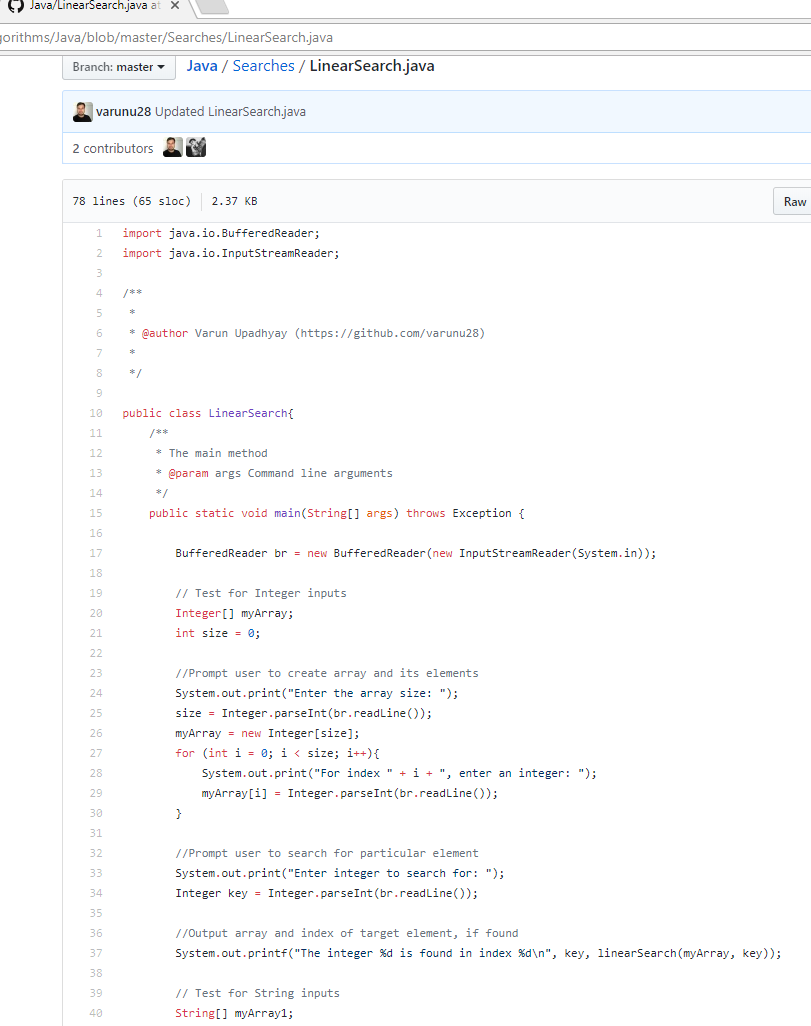 Java/LinearSearch.java at
gorithms/Java/blob/master/Searches/LinearSearch.java
Branch: master Java / Searches / LinearSearch.java
varunu28 Updated LinearSearch.java
2 contributors
78 lines (65 sloc) 2.37 KB Raw
1 import java.io.BufferedReader;
2 import java.io.InputStreamReader;
3
4 /**
5 *
6 * @author Varun Upadhyay (https://github.com/varunu28)
7 *
8 */
9
10 public class LinearSearch{
11 /**
12 * The main method
13 * @param args Command line arguments
14 */
15 public static void main(String[] args) throws Exception {
16
17 BufferedReader br = new BufferedReader(new InputStreamReader(System.in));
18
19 // Test for Integer inputs
20 Integer[] myArray;
21 int size = 0;
22
23 //Prompt user to create array and its elements
24 System.out.print("Enter the array size: ");
25 size = Integer.parseInt(br.readLine());
26 myArray = new Integer[size];
27 for (int i = 0; i < size; i++){
28 System.out.print("For index " + i + ", enter an integer: ");
29 myArray[i] = Integer.parseInt(br.readLine());
30 }
31
32 //Prompt user to search for particular element
33 System.out.print("Enter integer to search for: ");
34 Integer key = Integer.parseInt(br.readLine());
35
36 //Output array and index of target element, if found
37 System.out.printf("The integer %d is found in index %d\n", key, linearSearch(myArray, key));
38
39 // Test for String inputs
40 String[] myArray1;